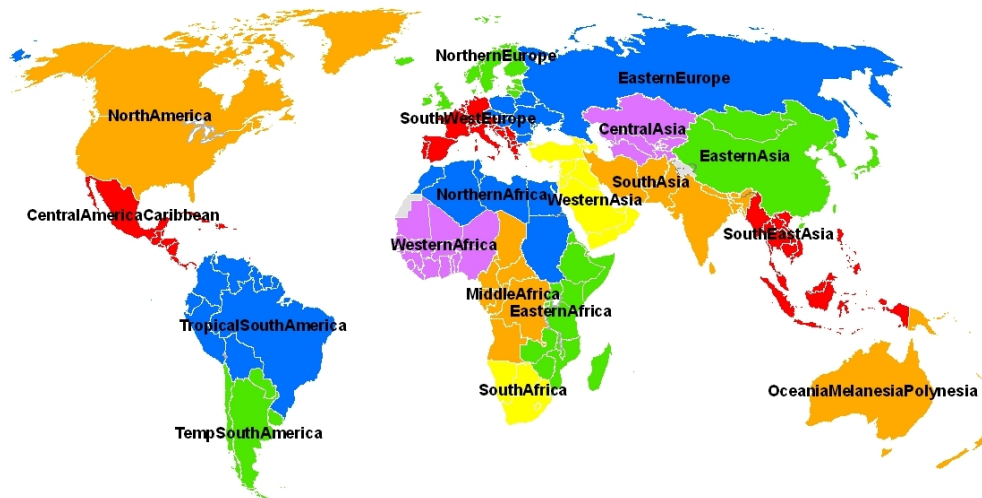 NorthernEurope
EasternEurope
NorthAmerica
SouthWestEurope
CentralAsia
EasternAsia
SouthAsia
NorthernAfrica
WesternAsia
CentralAmericaCaribbean
SouthEastAsia
WesternAfrica
MiddleAfrica
EasternAfrica
TropicalSouthAmerica
SouthAfrica
OceaniaMelanesiaPolynesia
TempSouthAmerica